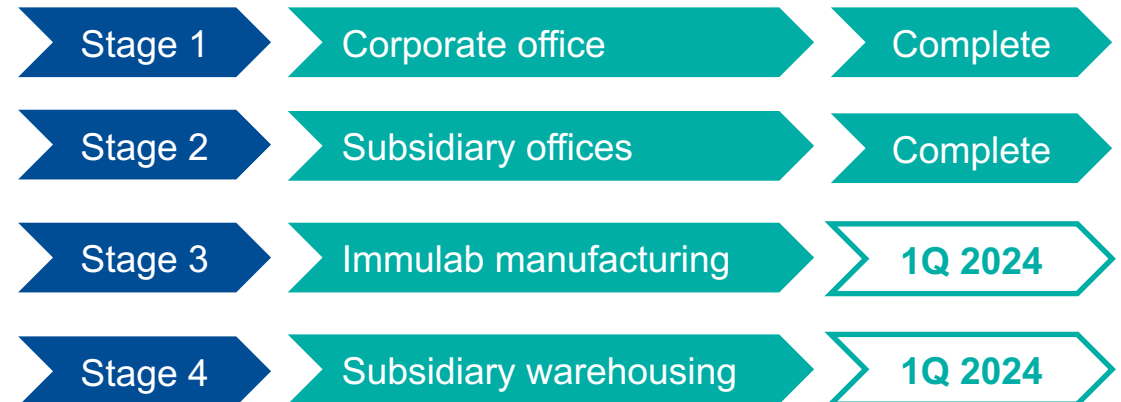 Stage 1 Corporate office Complete
Stage 2 Subsidiary offices Complete
Stage 3 Immulab manufacturing 1Q 2024
Stage 4 Subsidiary warehousing 1Q 2024